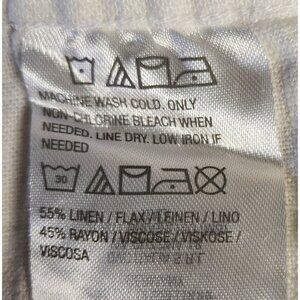 MACHINE WASH COLD. ONLY
NON-CHLORINE BLEACH WHEN
NEEDED. LINE DRY. LOW IRON IF
NEEDED
30
55% LINEN / FLAX / LEINEN / LINO
45% RAYON / VISCOSE / VISKOSE /
VISCOSA